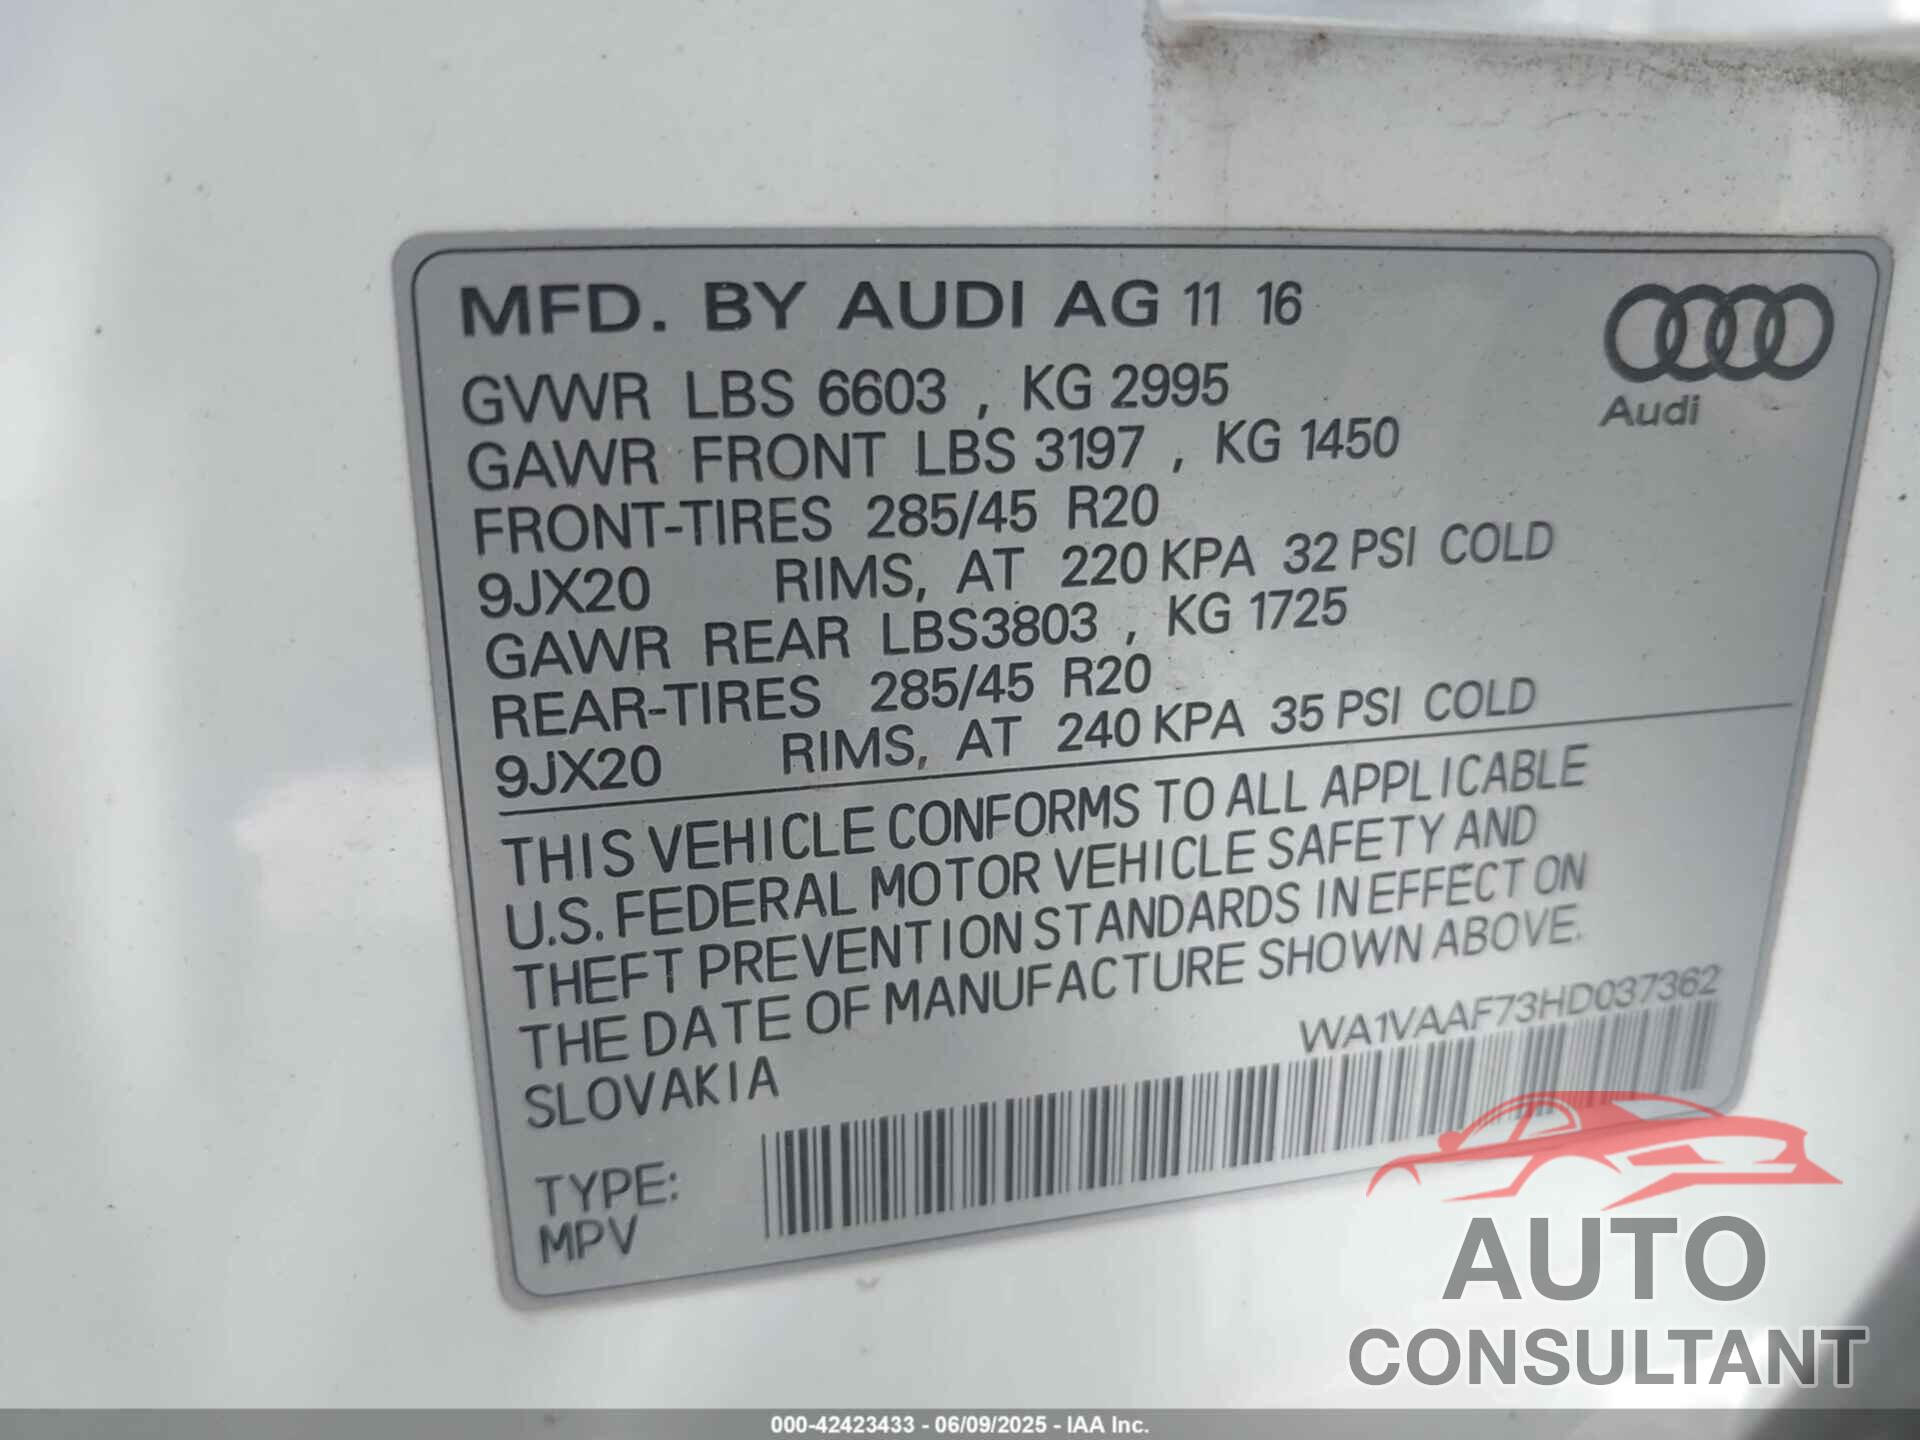 MFD. BY AUDI AG 11 16
GVWR LBS 6603 , KG 2995
GAWR FRONT LBS 3197 , KG 1450
FRONT-TIRES 285/45 R20
9JX20 RIMS, AT 220 KPA 32 PSI COLD
GAWR REAR LBS3803 , KG 1725
REAR-TIRES 285/45 R20
9JX20 RIMS, AT 240 KPA 35 PSI COLD
Audi
THIS VEHICLE CONFORMS TO ALL APPLICABLE
U.S. FEDERAL MOTOR VEHICLE SAFETY AND
THEFT PREVENTION STANDARDS IN EFFECT ON
THE DATE OF MANUFACTURE SHOWN ABOVE.
SLOVAKIA
WA1VAAF73HD037362
TYPE:
MPV
AUTO
CONSULTANT
000-42423433 - 06/09/2025 - IAA Inc.